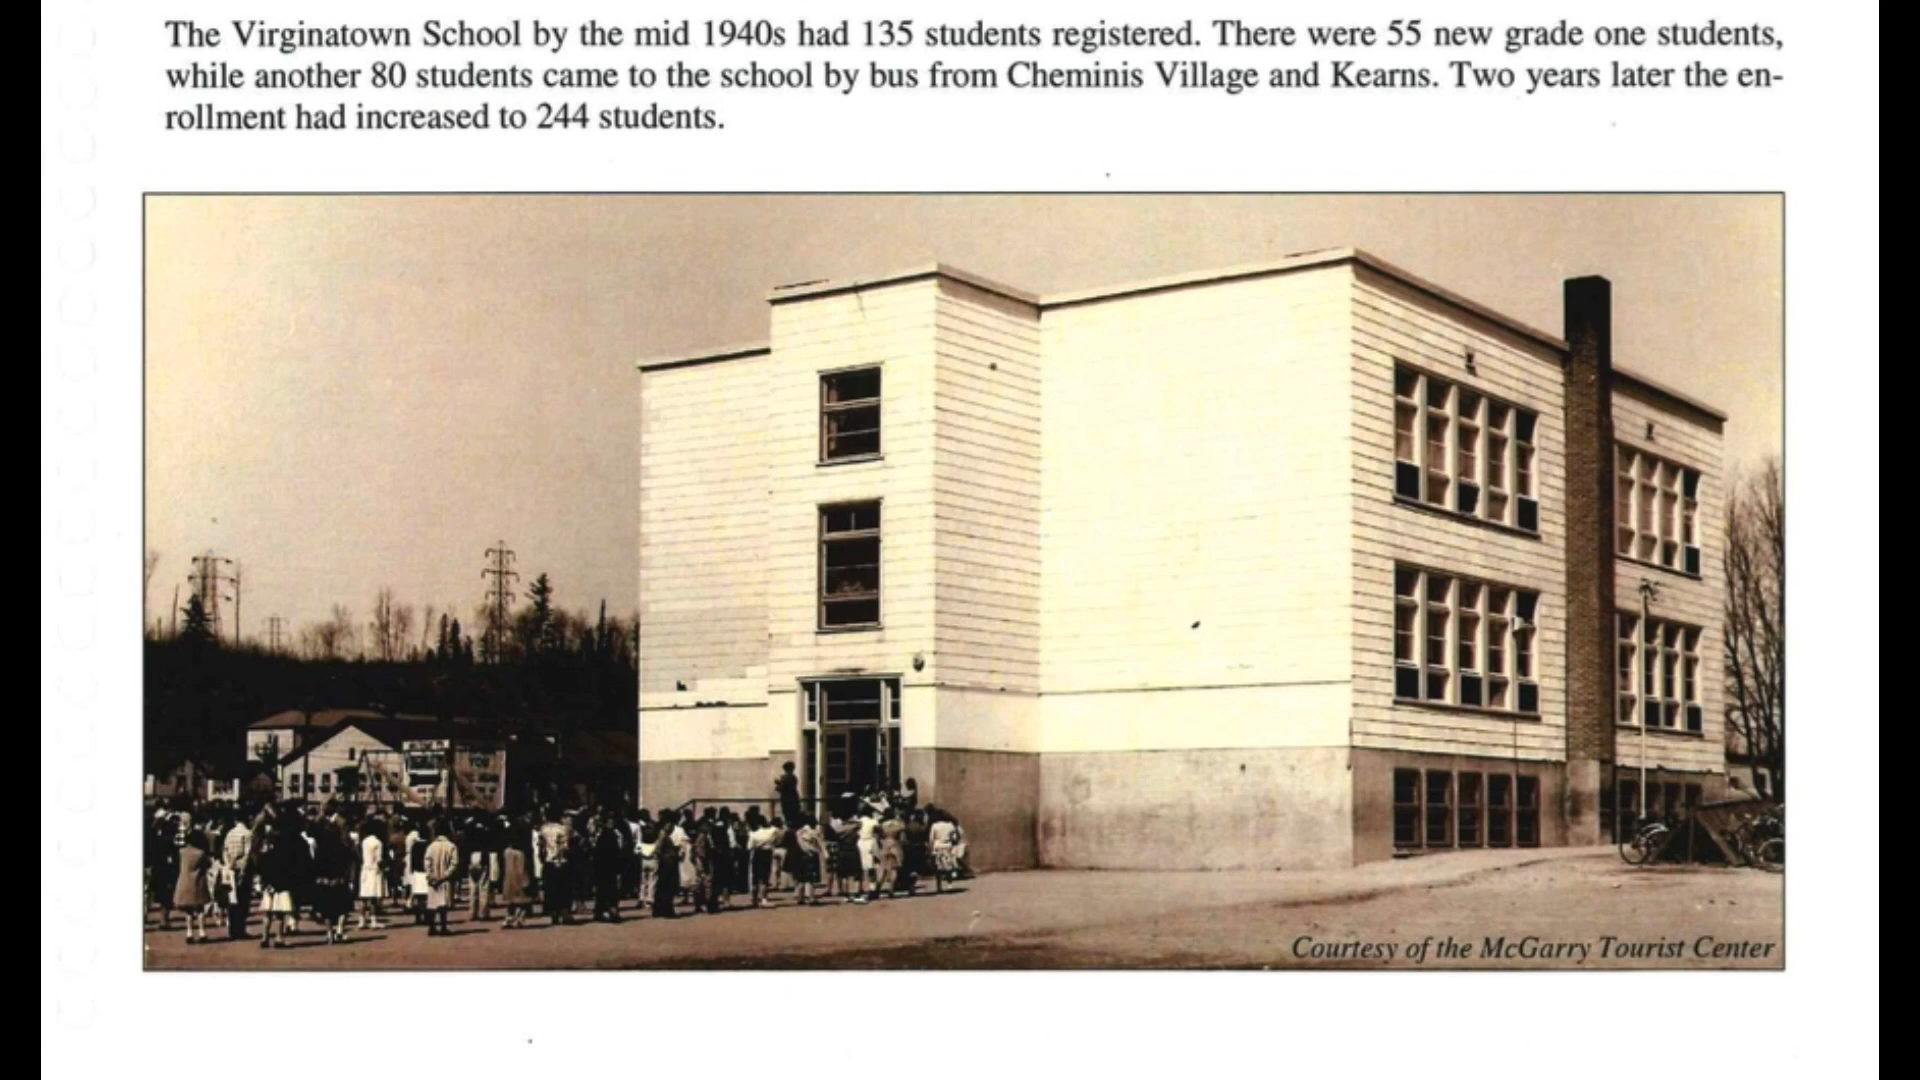 The Virginatown School by the mid 1940s had 135 students registered. There were 55 new grade one students,
while another 80 students came to the school by bus from Cheminis Village and Kearns. Two years later the en-
rollment had increased to 244 students.
YOU
Courtesy of the McGarry Tourist Center